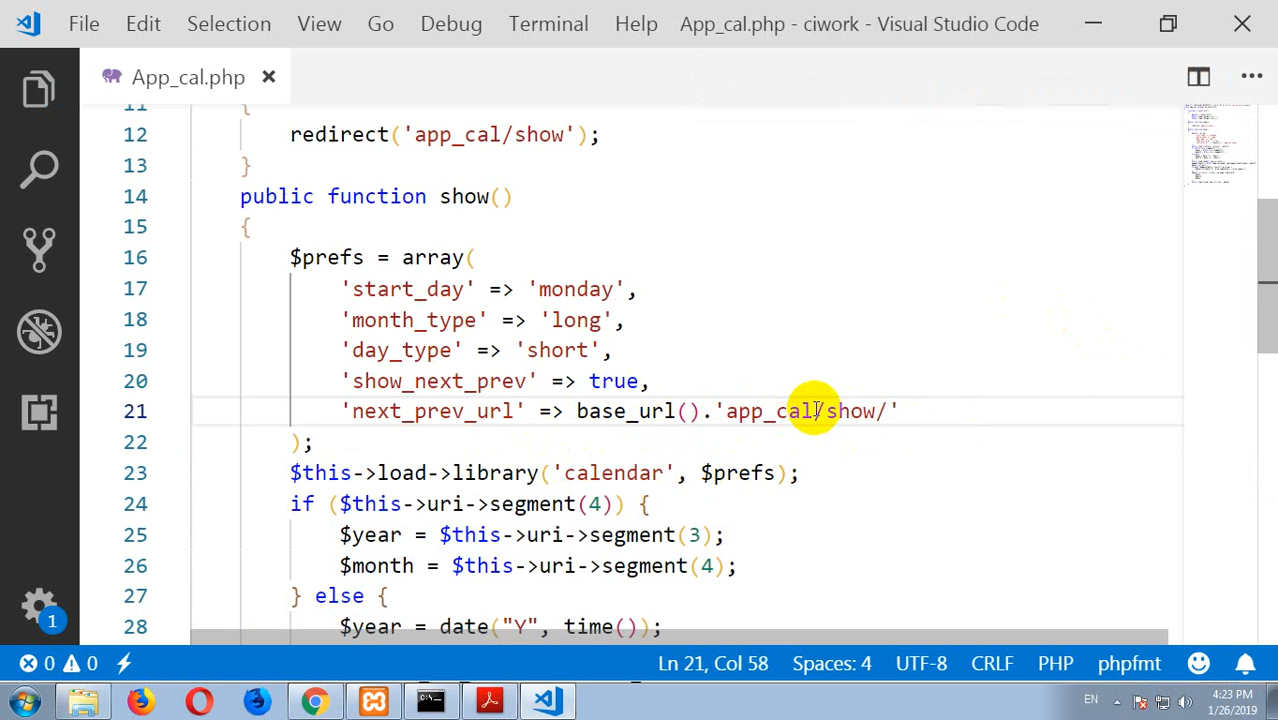 File Edit Selection View Go Debug Terminal Help App_cal.php - ciwork - Visual Studio Code
App_cal.php
11 {
12 redirect('app_cal/show');
13 }
14 public function show()
15 {
16 $prefs = array(
17 'start_day' => 'monday',
18 'month_type' => 'long',
19 'day_type' => 'short',
20 'show_next_prev' => true,
21 'next_prev_url' => base_url().'app_cal/show/'
22 );
23 $this->load->library('calendar', $prefs);
24 if ($this->uri->segment(4)) {
25 $year = $this->uri->segment(3);
26 $month = $this->uri->segment(4);
27 } else {
28 $year = date("Y", time());
1
0 0 Ln 21, Col 58 Spaces: 4 UTF-8 CRLF PHP phpfmt
EN 4:23 PM
1/26/2019